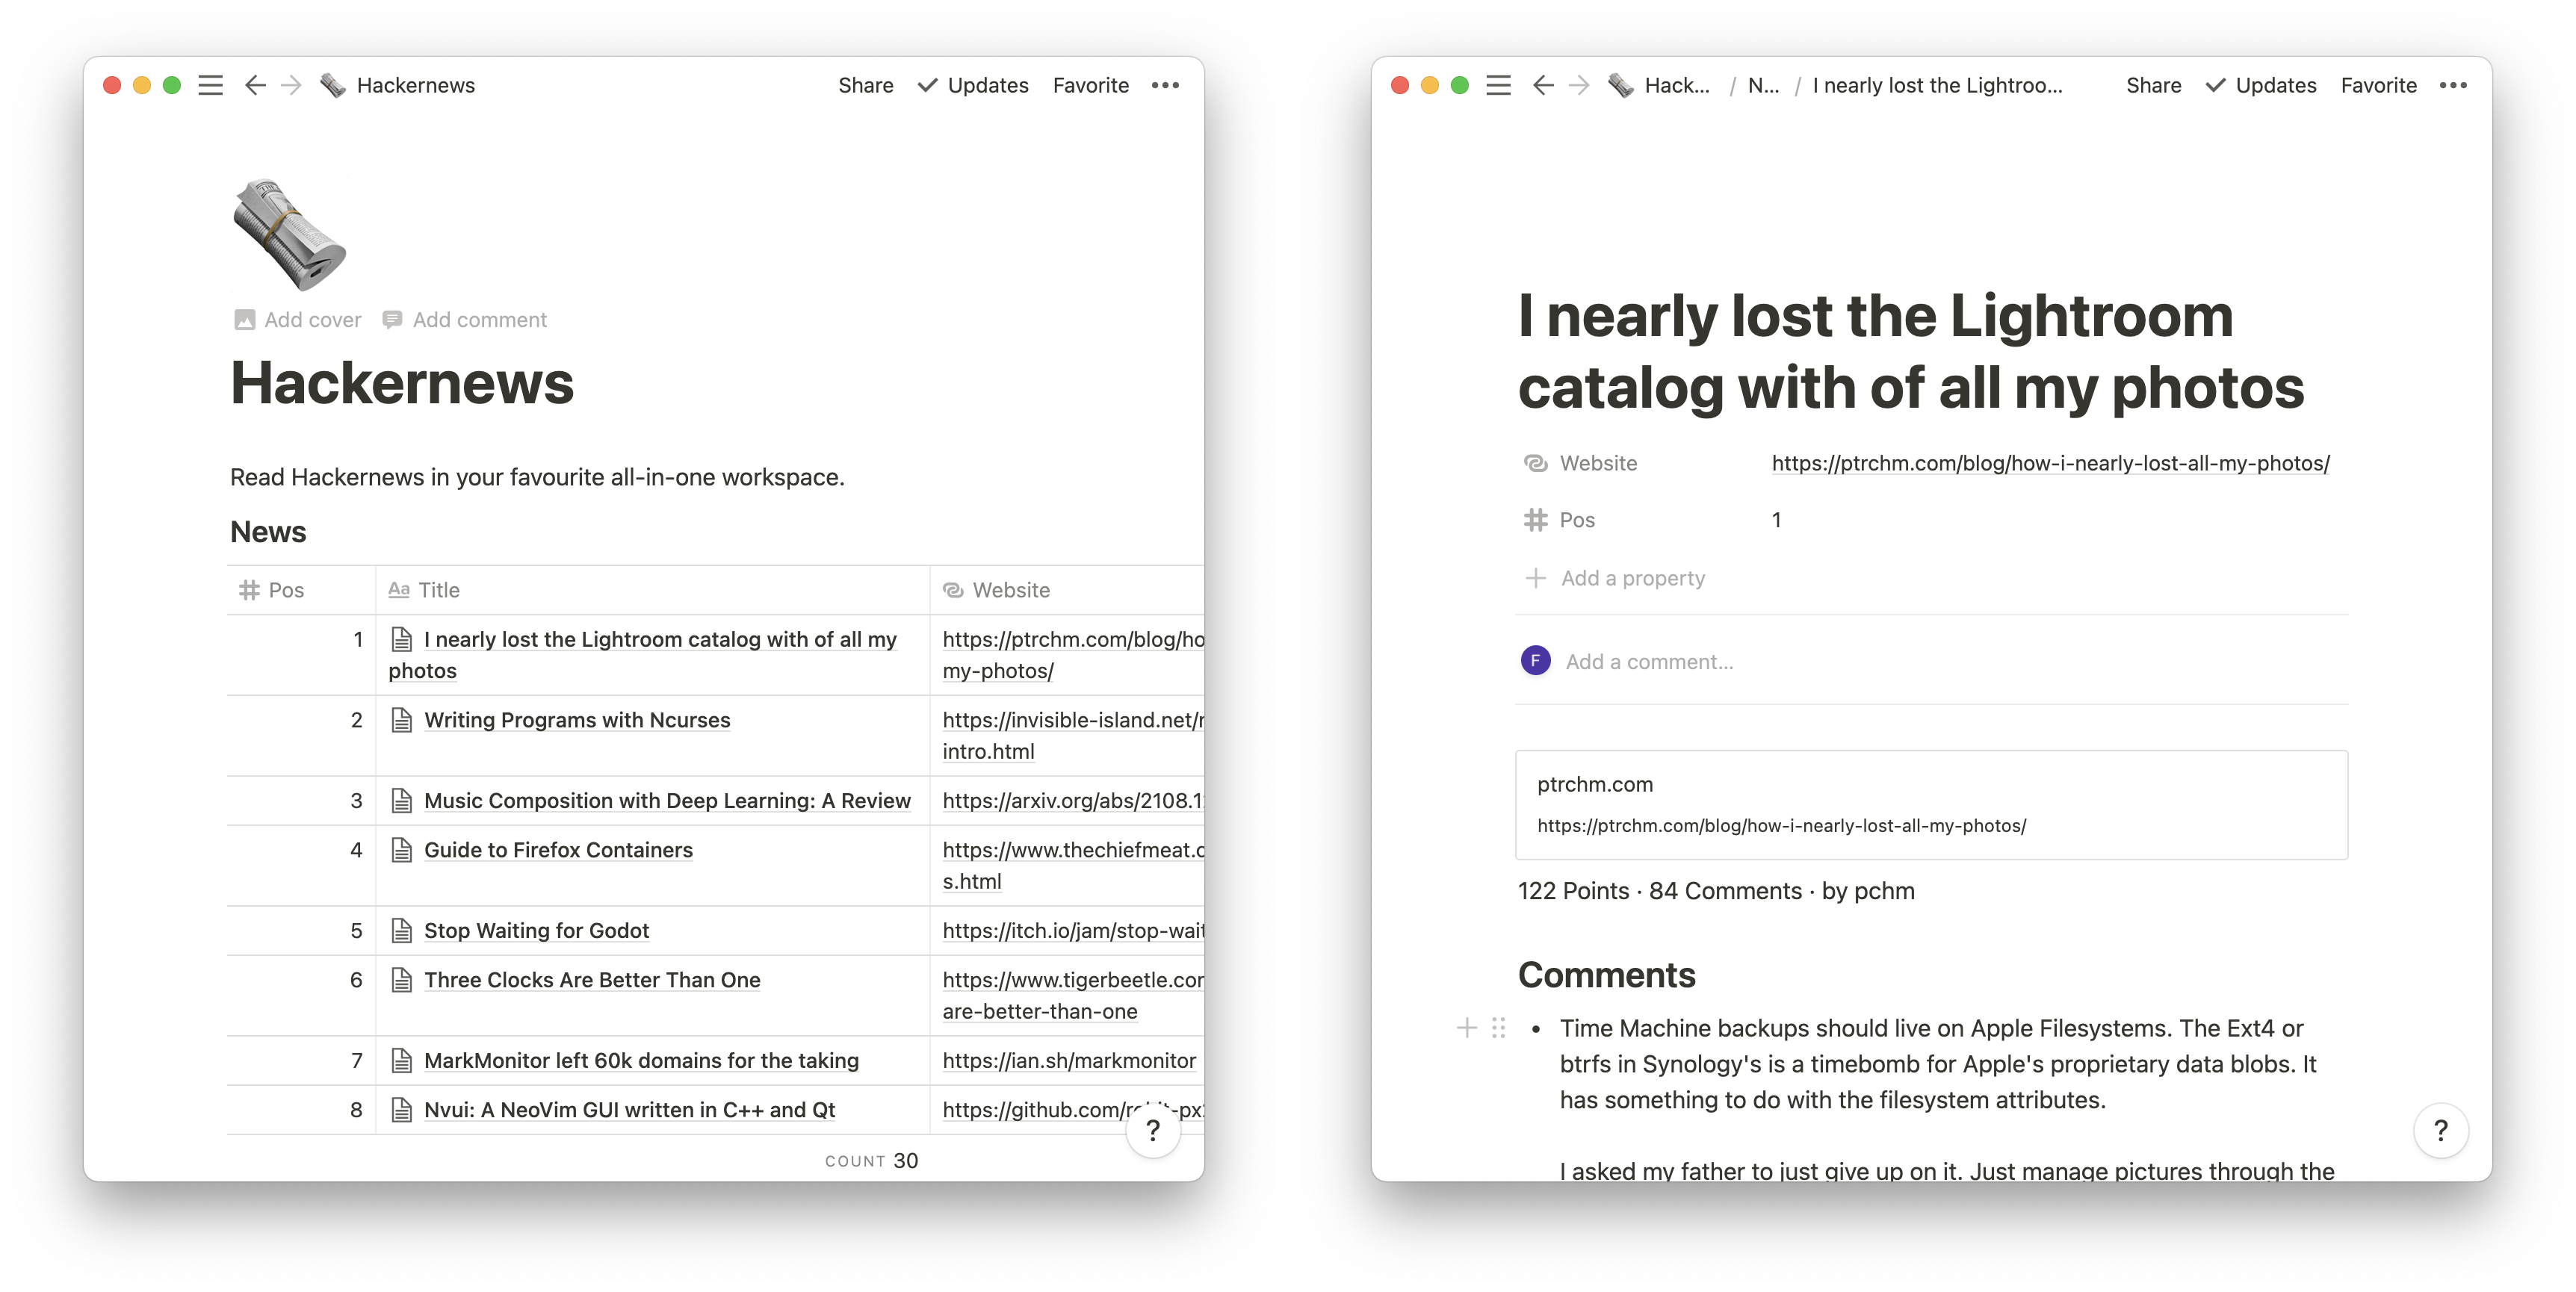 Hackernews
Share
Updates
Favorite
Add cover
Add comment
Hackernews
Read Hackernews in your favourite all-in-one workspace.
News
Pos
Aa Title
Website
1
I nearly lost the Lightroom catalog with of all my
photos
https://ptrchm.com/blog/ho
my-photos/
2
Writing Programs with Ncurses
https://invisible-island.net/
intro.html
3
Music Composition with Deep Learning: A Review
https://arxiv.org/abs/2108.1
4
Guide to Firefox Containers
https://www.thechiefmeat.c
s.html
5
Stop Waiting for Godot
https://itch.io/jam/stop-wait
6
Three Clocks Are Better Than One
https://www.tigerbeetle.com
are-better-than-one
7
MarkMonitor left 60k domains for the taking
https://ian.sh/markmonitor
8
Nvui: A NeoVim GUI written in C++ and Qt
https://github.com/
COUNT 30
?
Hack... / N... / I nearly lost the Lightroo...
Share
Updates
Favorite
I nearly lost the Lightroom
catalog with of all my photos
Website
https://ptrchm.com/blog/how-i-nearly-lost-all-my-photos/
Pos
1
Add a property
F
Add a comment...
ptrchm.com
https://ptrchm.com/blog/how-i-nearly-lost-all-my-photos/
122 Points · 84 Comments · by pchm
Comments
• Time Machine backups should live on Apple Filesystems. The Ext4 or
btrfs in Synology's is a timebomb for Apple's proprietary data blobs. It
has something to do with the filesystem attributes.
I asked my father to just give up on it. Just manage pictures through the
?